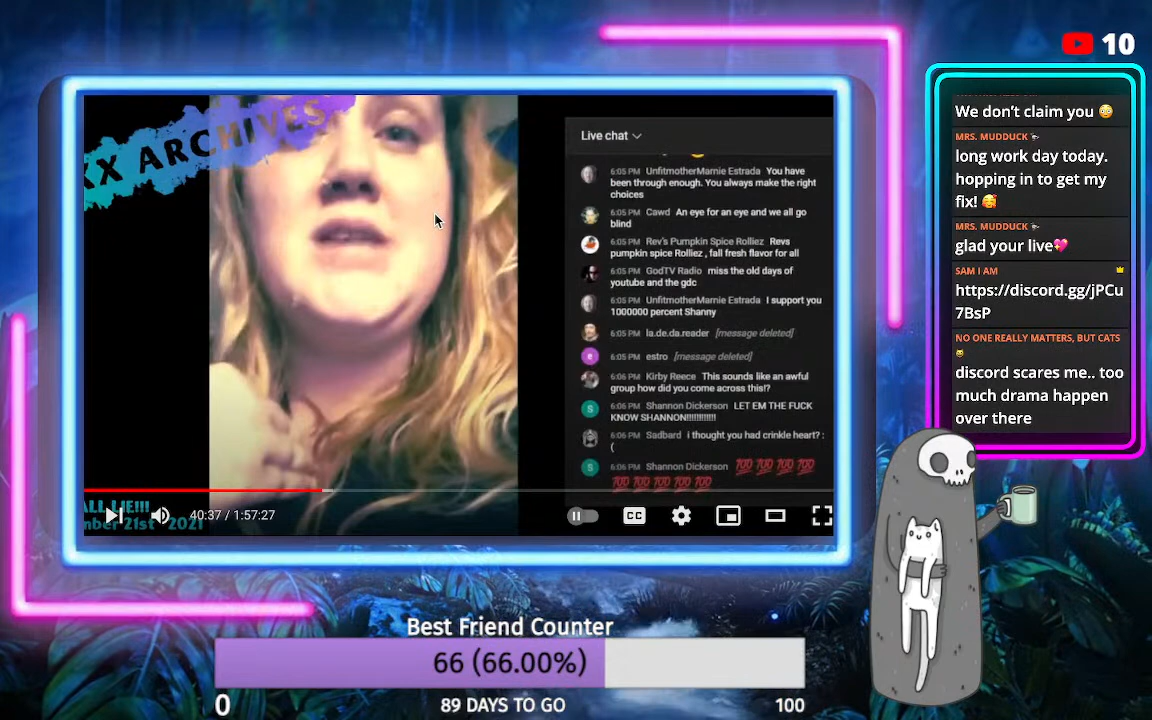 10
XX ARCHIVES
We don't claim you 😳
MRS. MUDDUCK
long work day today.
hopping in to get my
fix! 🥰
MRS. MUDDUCK
glad your live💖
SAM I AM
https://discord.gg/jPCu
7BsP
NO ONE REALLY MATTERS, BUT CATS
discord scares me.. too
much drama happen
over there
Live chat
6:05 PM UnfitmotherMarnie Estrada You have
been through enough. You always make the right
choices
6:05 PM Cawd An eye for an eye and we all go
blind
6:05 PM Rev's Pumpkin Spice Rolliez Revs
pumpkin spice Rolliez , fall fresh flavor for all
6:05 PM GodTV Radio miss the old days of
youtube and the gdc
6:05 PM UnfitmotherMarnie Estrada I support you
1000000 percent Shanny
6:05 PM la.de.da.reader [message deleted]
e 6:05 PM estro [message deleted]
6:06 PM Kirby Reece This sounds like an awful
group how did you come across this!?
S 6:06 PM Shannon Dickerson LET EM THE FUCK
KNOW SHANNON!!!!!!!!!!!!!
6:06 PM Sadbard i thought you had crinkle heart? :
(
S 6:06 PM Shannon Dickerson 💯💯💯💯
💯💯💯💯💯
ALL LIE!!!
mber 21st 2021
40:37 / 1:57:27
CC
Best Friend Counter
66 (66.00%)
0
89 DAYS TO GO
100